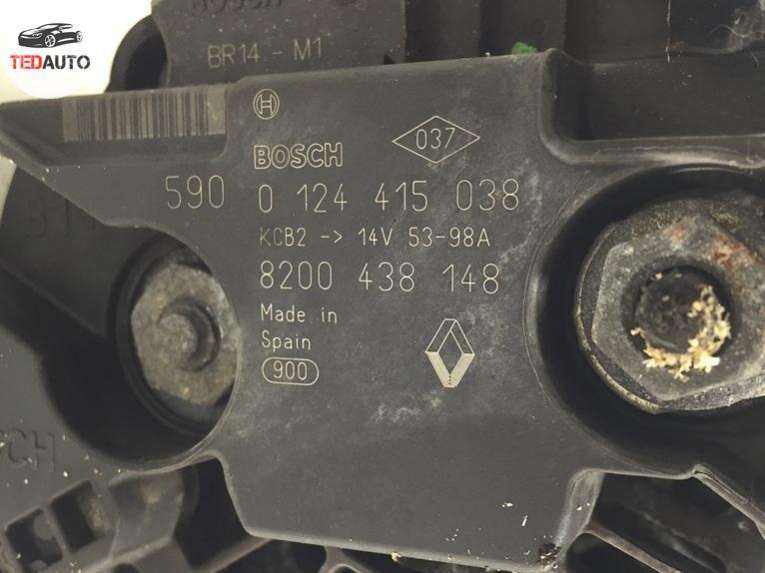 TEDAUTO
BR14 - M1
BOSCH
037
590 0 124 415 038
KCB2 -> 14V 53-98A
8200 438 148
Made in
Spain
900